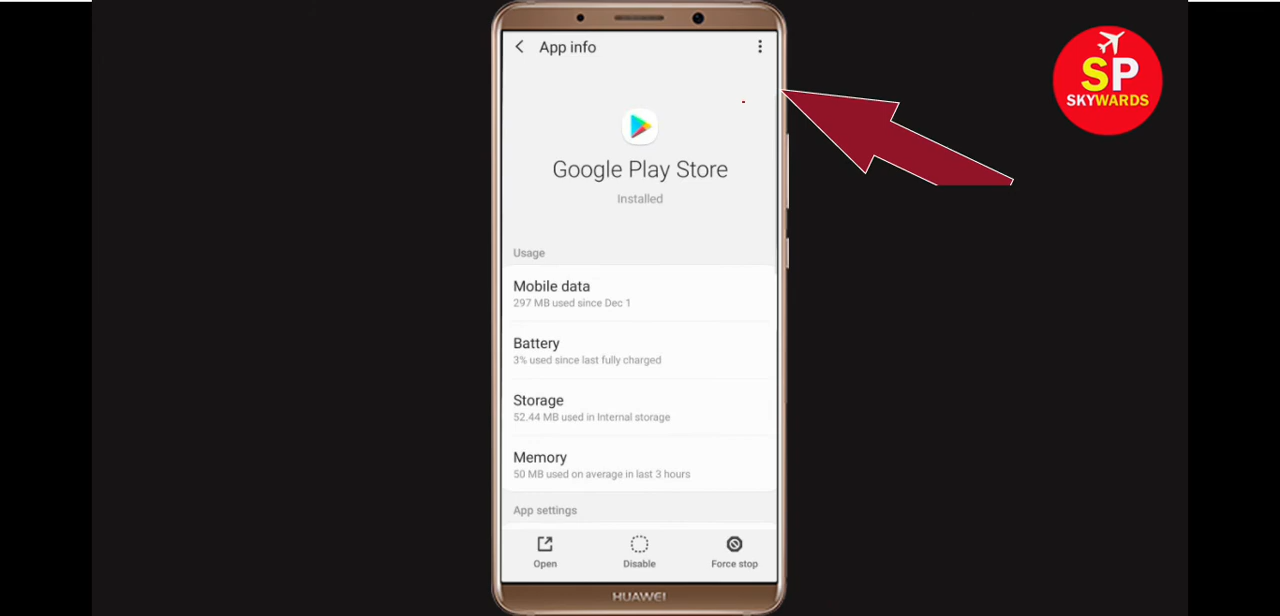 App info
SP
SKYWARDS
Google Play Store
Installed
Usage
Mobile data
297 MB used since Dec 1
Battery
3% used since last fully charged
Storage
52.44 MB used in Internal storage
Memory
50 MB used on average in last 3 hours
App settings
Open
Disable
Force stop
HUAWEI